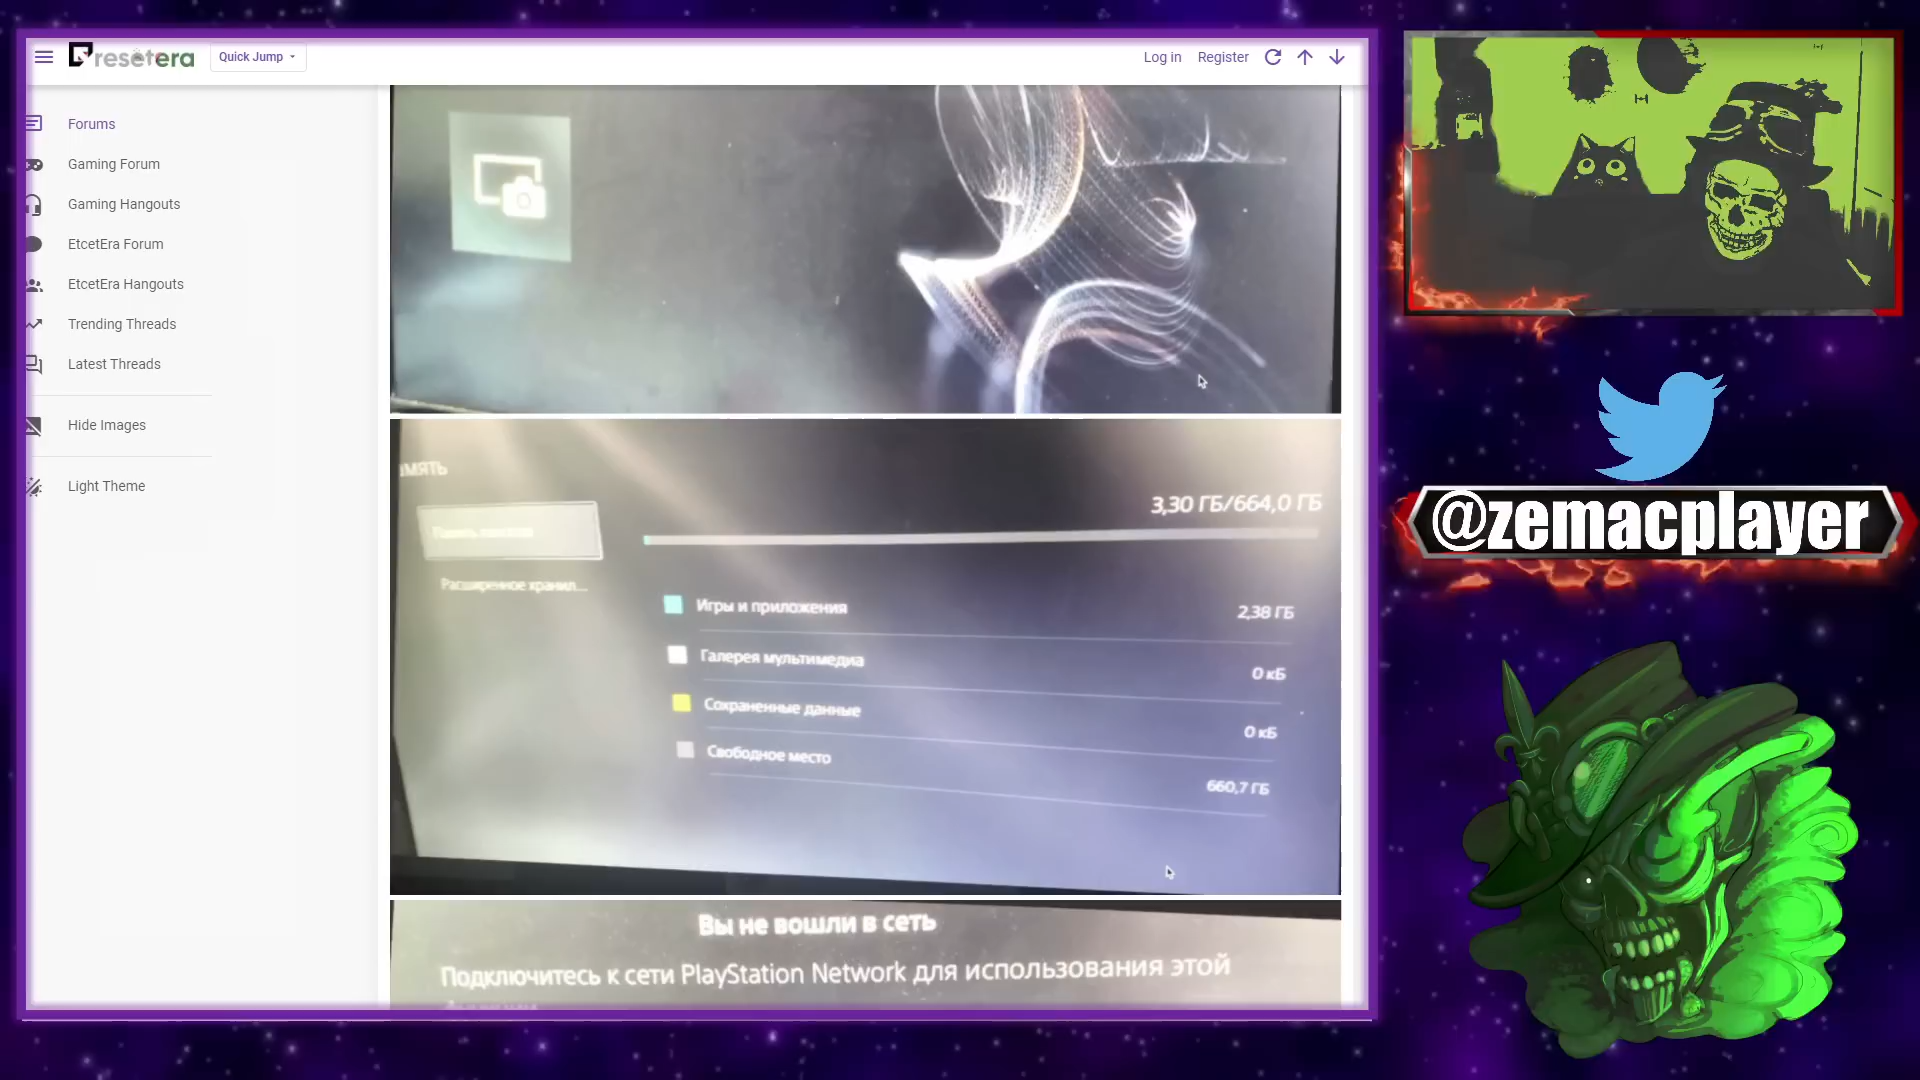 resetera
Quick Jump
Log in
Register
Forums
Gaming Forum
Gaming Hangouts
EtcetEra Forum
EtcetEra Hangouts
Trending Threads
Latest Threads
Hide Images
Light Theme
3,30 ГБ/664,0 ГБ
Расширенное хранил...
Игры и приложения 2,38 ГБ
Галерея мультимедиа 0 кБ
Сохраненные данные 0 кБ
Свободное место 660,7 ГБ
Вы не вошли в сеть
Подключитесь к сети PlayStation Network для использования этой
@zemacplayer